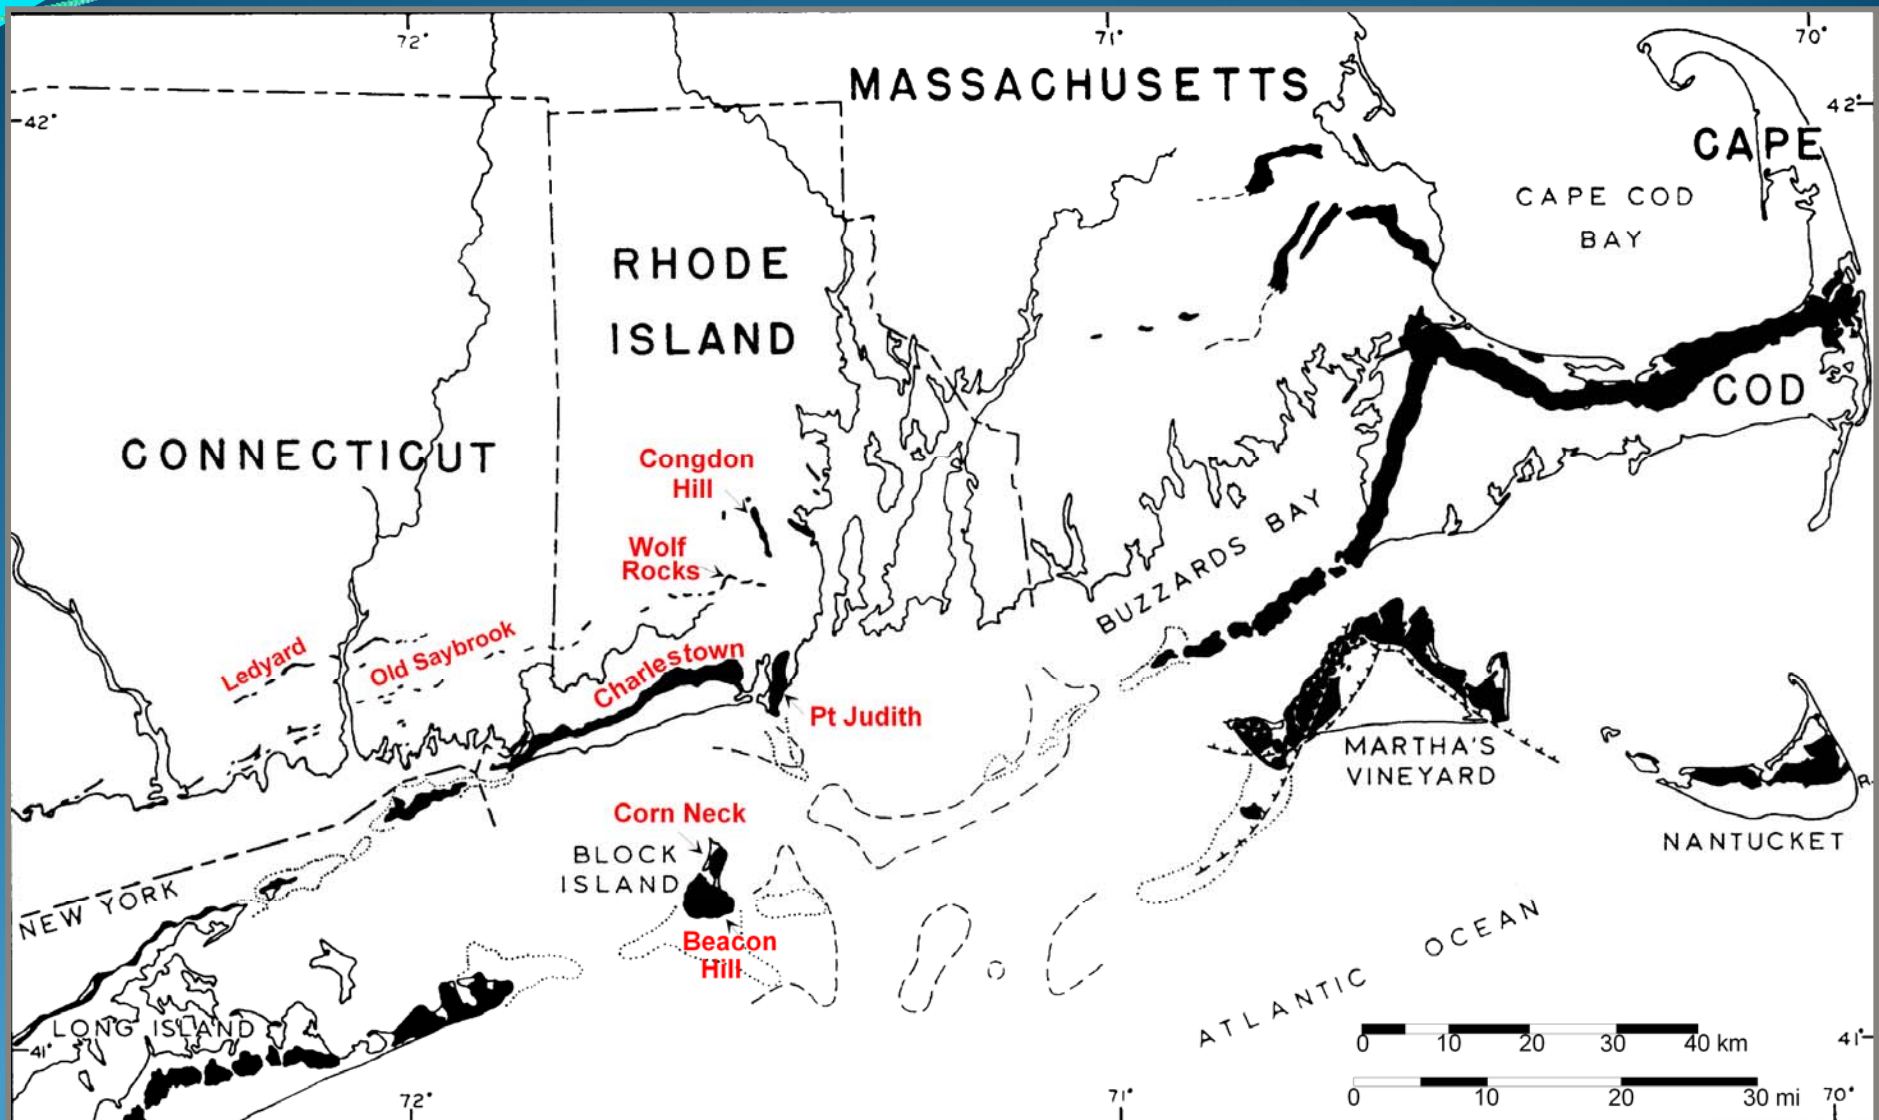 72°
71°
70°
MASSACHUSETTS
42°
42°
CAPE
CAPE COD
BAY
RHODE
ISLAND
COD
CONNECTICUT
Congdon
Hill
BUZZARDS BAY
Wolf
Rocks
Ledyard
Old Saybrook
Charlestown
Pt Judith
MARTHA'S
VINEYARD
NANTUCKET
Corn Neck
BLOCK
ISLAND
NEW YORK
Beacon
Hill
ATLANTIC OCEAN
LONG ISLAND
41°
41°
0 10 20 30 40 km
0 10 20 30 mi
72°
71°
70°